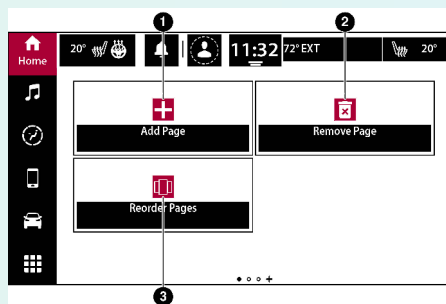 1 2
Home 20° 11:32 72° EXT 20°
Add Page Remove Page
Reorder Pages
3